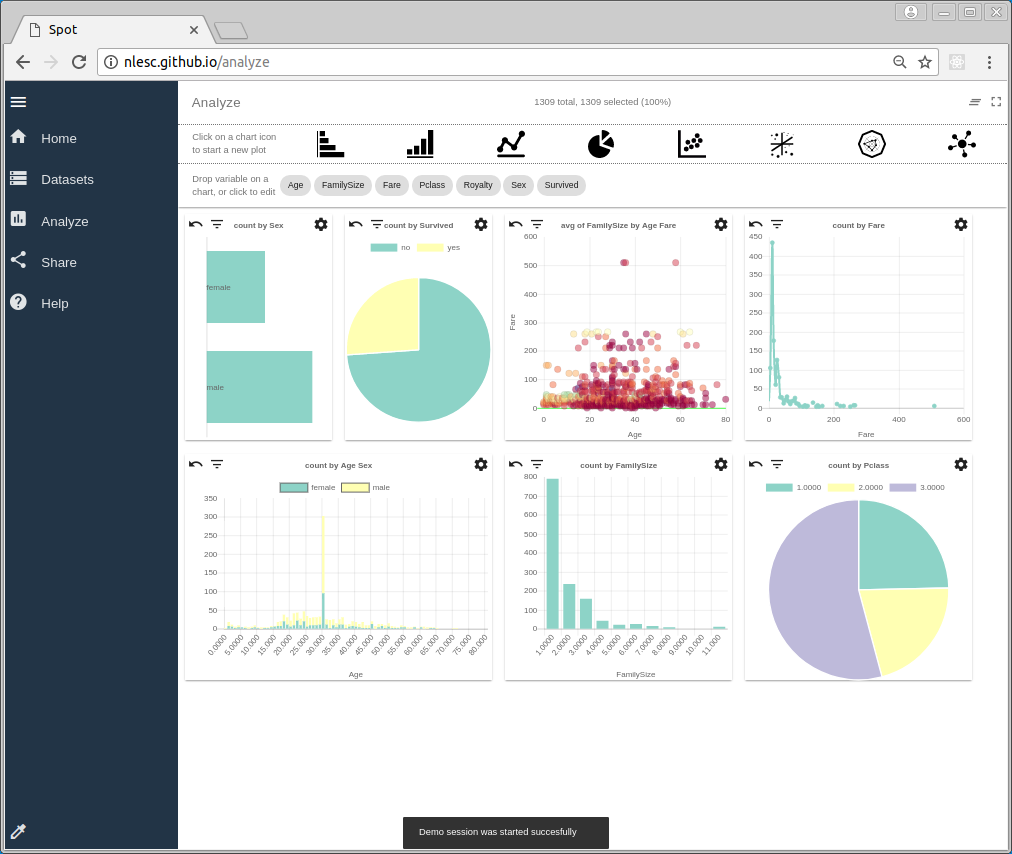 Spot
nlesc.github.io/analyze
Home
Datasets
Analyze
Share
Help
Analyze
1309 total, 1309 selected (100%)
Click on a chart icon
to start a new plot
Drop variable on a
chart, or click to edit
Age FamilySize Fare Pclass Royalty Sex Survived
count by Sex
female
male
count by Survived
no yes
avg of FamilySize by Age Fare
600
500
400
300
200
100
0
Fare
0 20 40 60 80
Age
count by Fare
450
400
350
300
250
200
150
100
50
0
0 200 400 600
Fare
count by Age Sex
female male
350
300
250
200
150
100
50
0
0.0000 5.0000 10.000 15.000 20.000 25.000 30.000 35.000 40.000 45.000 50.000 55.000 60.000 65.000 70.000 75.000 80.000
Age
count by FamilySize
800
700
600
500
400
300
200
100
0
1.0000 2.0000 3.0000 4.0000 5.0000 6.0000 7.0000 8.0000 9.0000 10.000 11.000
FamilySize
count by Pclass
1.0000 2.0000 3.0000
Demo session was started succesfully